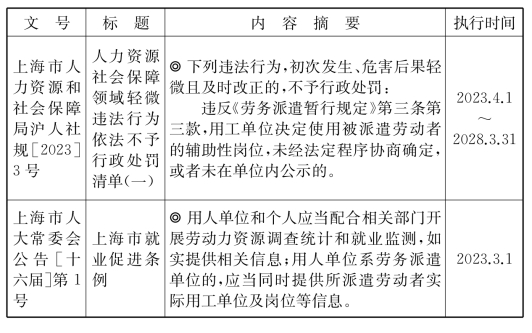 文 号 标 题 内 容 摘 要 执行时间
上海市人
力资源和
社会保障
局沪人社
规[2023]
3号
人力资源
社会保障
领域轻微
违法行为
依法不予
行政处罚
清单(一)
◎ 下列违法行为,初次发生、危害后果轻
微且及时改正的,不予行政处罚:
违反《劳务派遣暂行规定》第三条第
三款,用工单位决定使用被派遣劳动者
的辅助性岗位,未经法定程序协商确定,
或者未在单位内公示的。
2023.4.1
~
2028.3.31
上海市人
大常委会
公告[十
六届]第1
号
上海市就
业促进条
例
◎ 用人单位和个人应当配合相关部门开
展劳动力资源调查统计和就业监测,如
实提供相关信息;用人单位系劳务派遣
单位的,应当同时提供所派遣劳动者实
际用工单位及岗位等信息。
2023.3.1